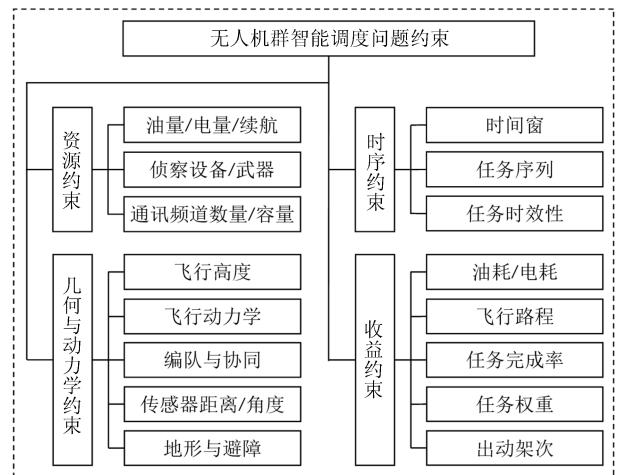 无人机群智能调度问题约束
资源约束
油量/电量/续航
侦察设备/武器
通讯频道数量/容量
时序约束
时间窗
任务序列
任务时效性
几何与动力学约束
飞行高度
飞行动力学
编队与协同
传感器距离/角度
地形与避障
收益约束
油耗/电耗
飞行路程
任务完成率
任务权重
出动架次